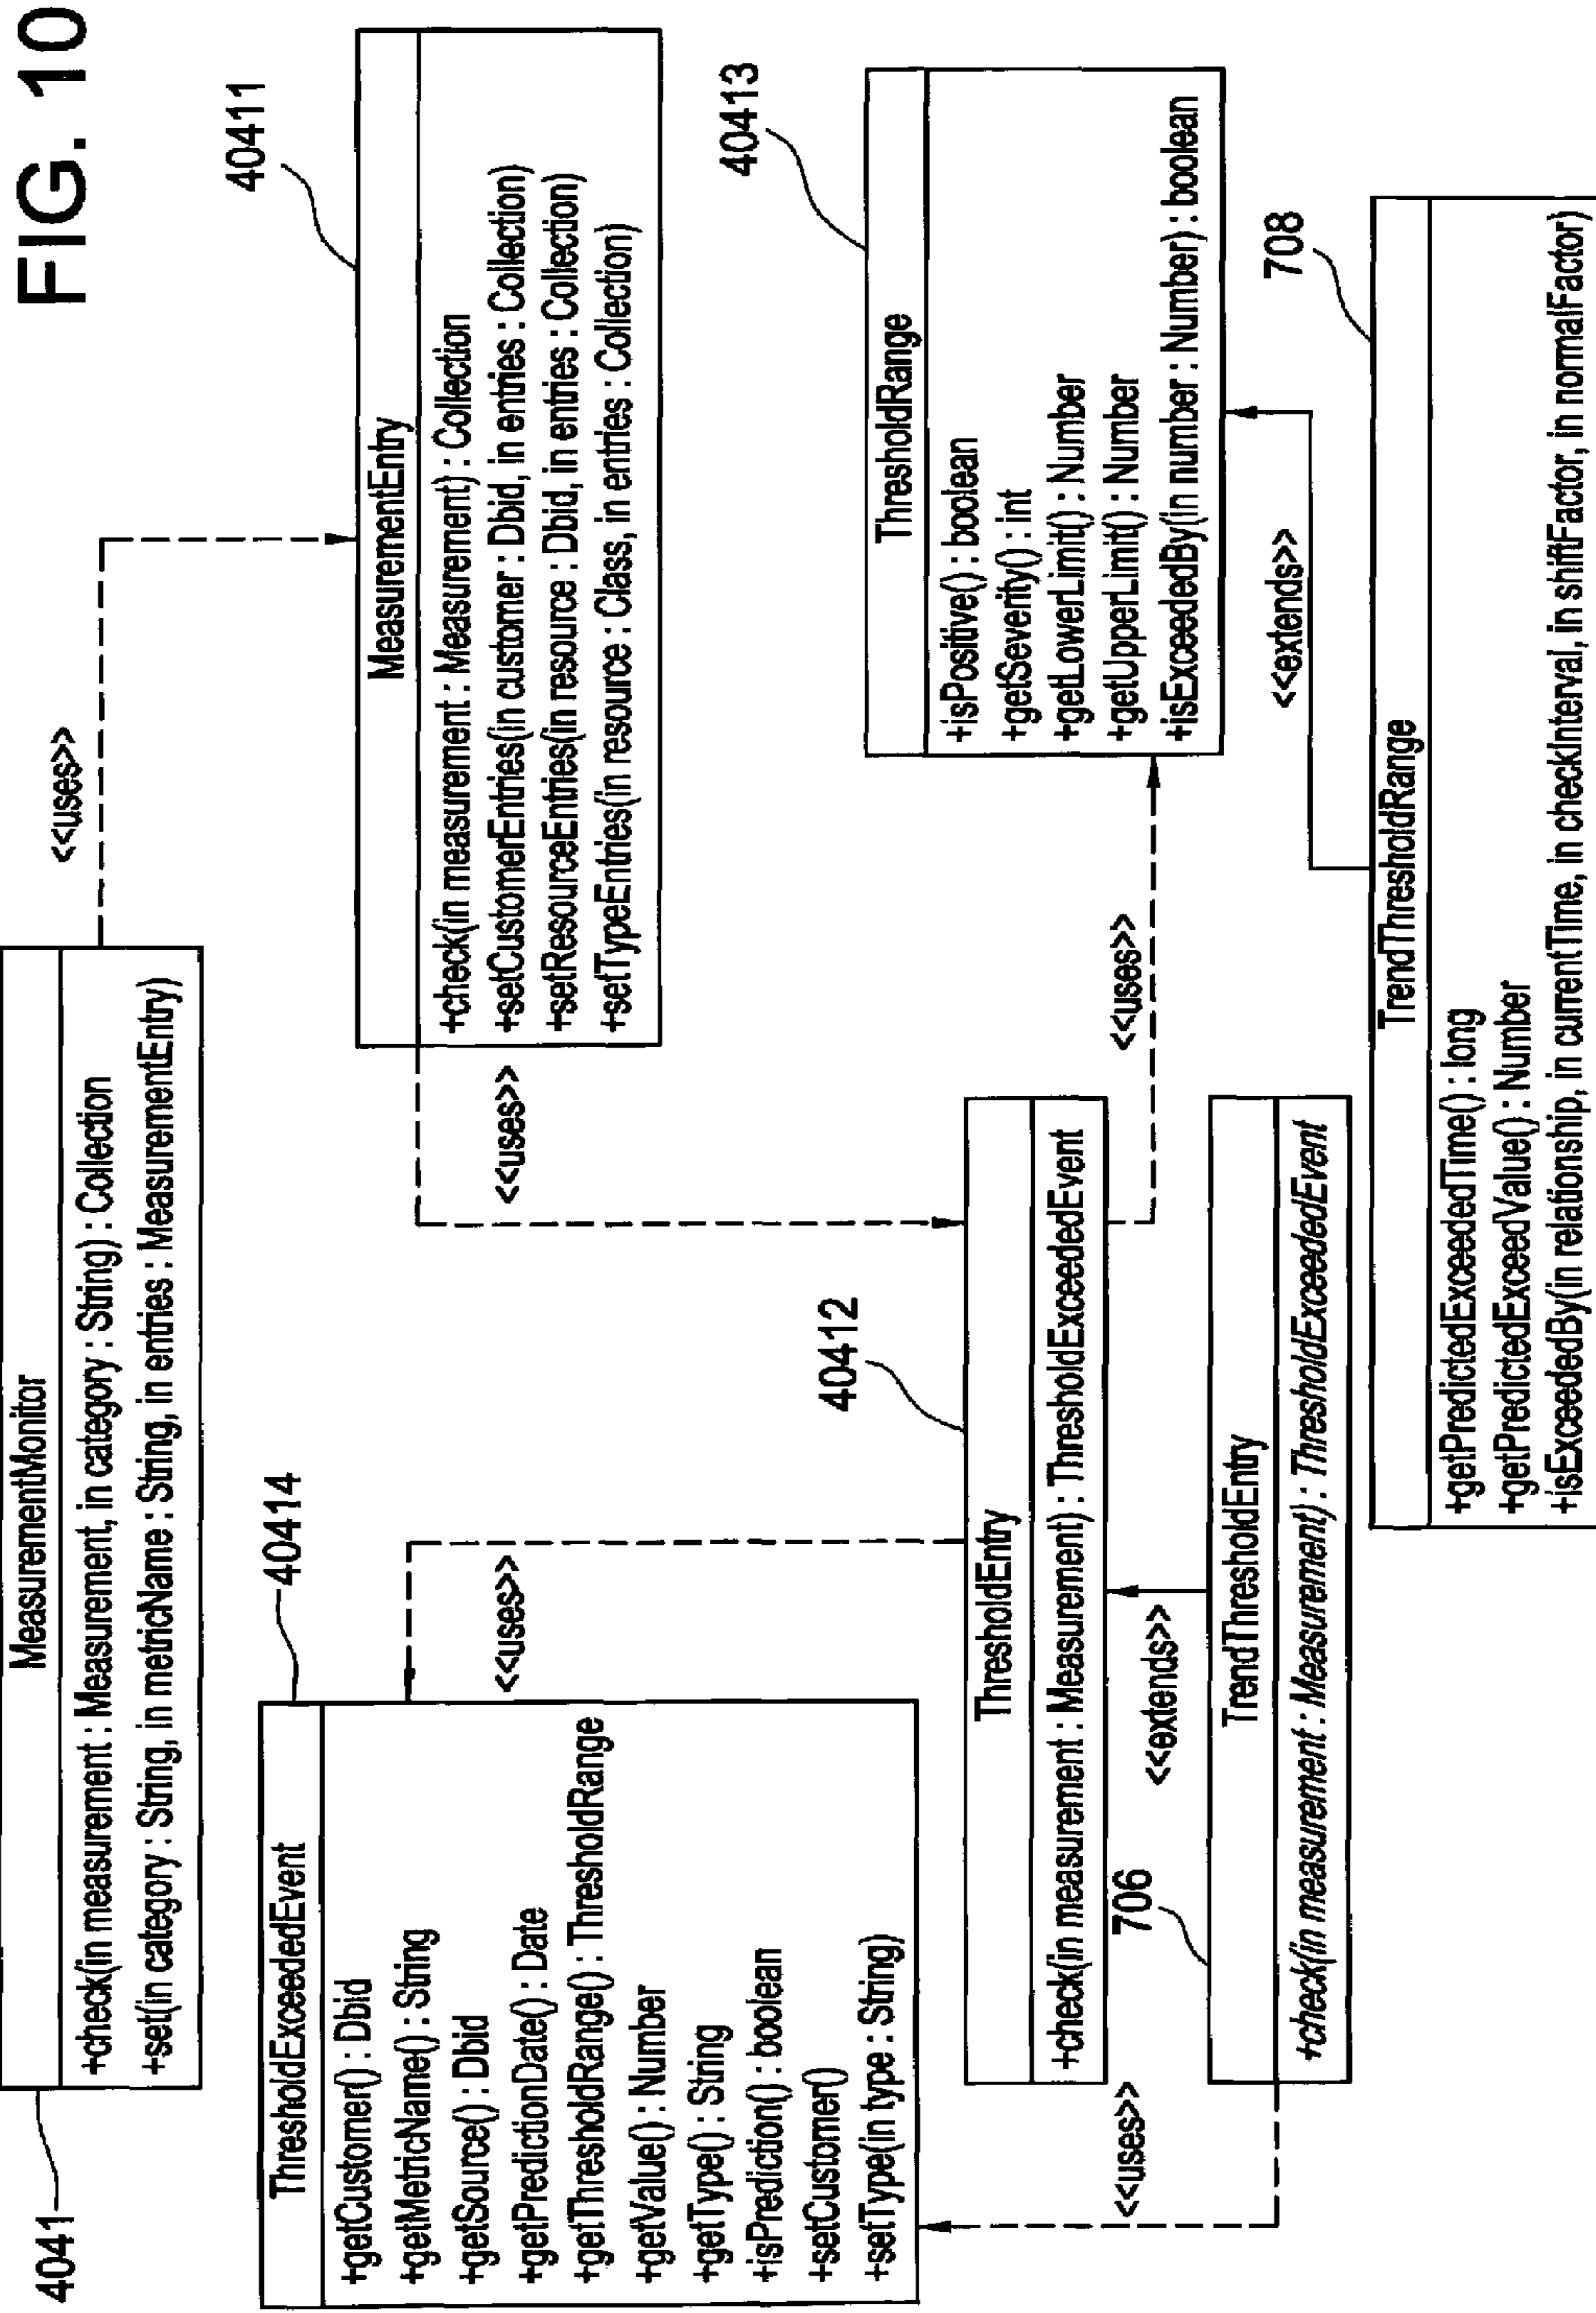 FIG. 10
4041
MeasurementMonitor
+check(in measurement : Measurement, in category : String) : Collection
+set(in category : String, in metricName : String, in entries : MeasurementEntry)
<<uses>>
40411
MeasurementEntry
+check(in measurement : Measurement) : Collection
+setCustomerEntries(in customer : Dbid, in entries : Collection)
+setResourceEntries(in resource : Dbid, in entries : Collection)
+setTypeEntries(in resource : Class, in entries : Collection)
<<uses>>
40414
ThresholdExceededEvent
+getCustomer() : Dbid
+getMetricName() : String
+getSource() : Dbid
+getPredictionDate() : Date
+getThresholdRange() : ThresholdRange
+getValue() : Number
+getType() : String
+isPrediction() : boolean
+setCustomer()
+setType(in type : String)
<<uses>>
40412
ThresholdEntry
+check(in measurement : Measurement) : ThresholdExceededEvent
<<uses>>
40413
ThresholdRange
+isPositive() : boolean
+getSeverity() : int
+getLowerLimit() : Number
+getUpperLimit() : Number
+isExceededBy(in number : Number) : boolean
<<uses>>
<<extends>>
706
TrendThresholdEntry
+check(in measurement : Measurement) : ThresholdExceededEvent
<<extends>>
708
TrendThresholdRange
+getPredictedExceededTime() : long
+getPredictedExceedValue() : Number
+isExceededBy(in relationship, in currentTime, in checkInterval, in shiftFactor, in normalFactor)